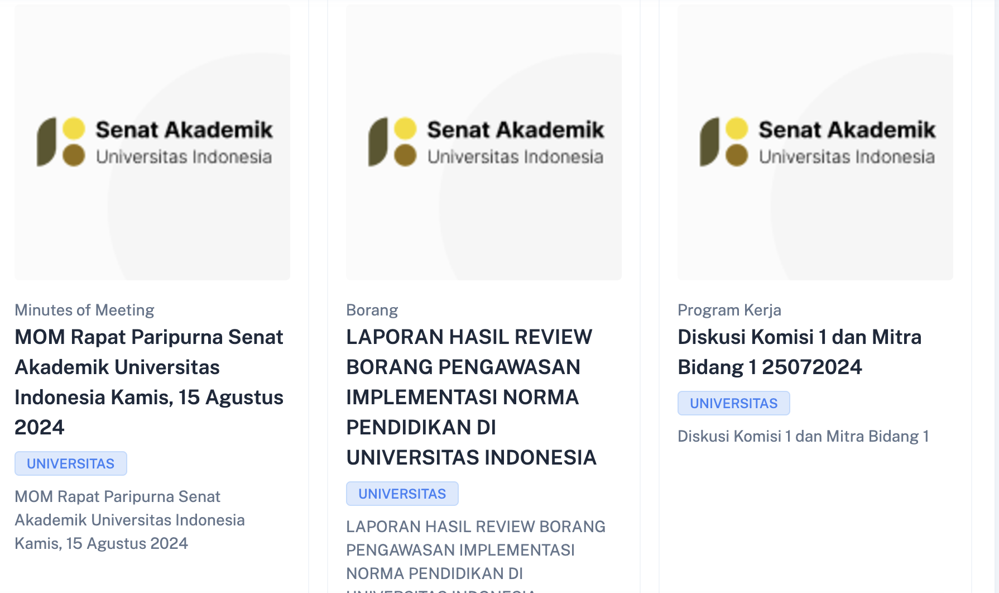 Senat Akademik
Universitas Indonesia
Minutes of Meeting
MOM Rapat Paripurna Senat
Akademik Universitas
Indonesia Kamis, 15 Agustus
2024
UNIVERSITAS
MOM Rapat Paripurna Senat
Akademik Universitas Indonesia
Kamis, 15 Agustus 2024
Senat Akademik
Universitas Indonesia
Borang
LAPORAN HASIL REVIEW
BORANG PENGAWASAN
IMPLEMENTASI NORMA
PENDIDIKAN DI
UNIVERSITAS INDONESIA
UNIVERSITAS
LAPORAN HASIL REVIEW BORANG
PENGAWASAN IMPLEMENTASI
NORMA PENDIDIKAN DI
Senat Akademik
Universitas Indonesia
Program Kerja
Diskusi Komisi 1 dan Mitra
Bidang 1 25072024
UNIVERSITAS
Diskusi Komisi 1 dan Mitra Bidang 1